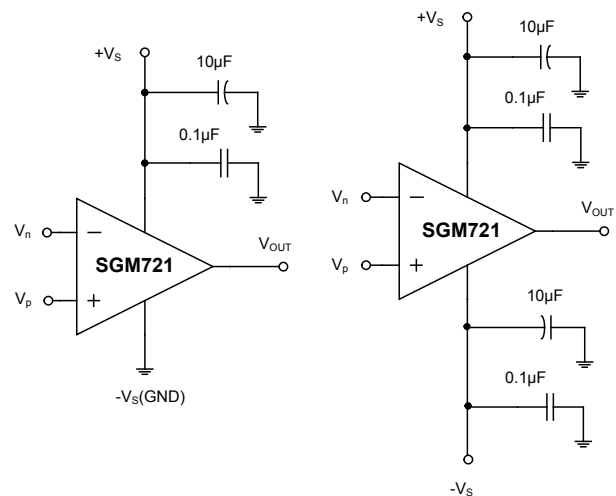 +VS
10µF
0.1µF
Vn
−
SGM721
VOUT
Vp
+
-VS(GND)
+VS
10µF
0.1µF
Vn
−
SGM721
VOUT
Vp
+
10µF
0.1µF
-VS